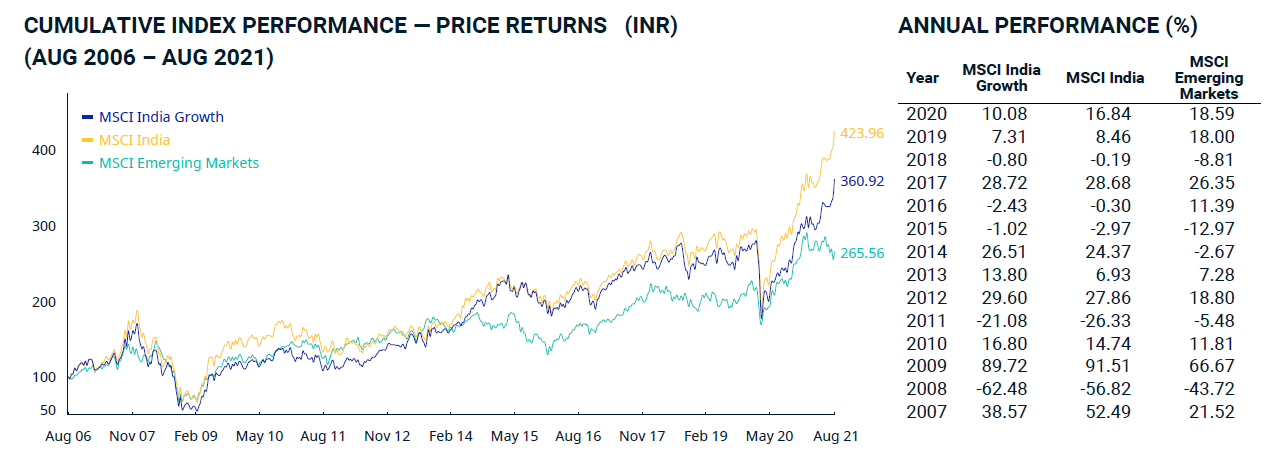 CUMULATIVE INDEX PERFORMANCE — PRICE RETURNS (INR)
(AUG 2006 – AUG 2021)
MSCI India Growth
MSCI India
MSCI Emerging Markets
400
300
200
100
50
423.96
360.92
265.56
Aug 06 Nov 07 Feb 09 May 10 Aug 11 Nov 12 Feb 14 May 15 Aug 16 Nov 17 Feb 19 May 20 Aug 21
ANNUAL PERFORMANCE (%)
Year MSCI India Growth MSCI India MSCI Emerging Markets
2020 10.08 16.84 18.59
2019 7.31 8.46 18.00
2018 -0.80 -0.19 -8.81
2017 28.72 28.68 26.35
2016 -2.43 -0.30 11.39
2015 -1.02 -2.97 -12.97
2014 26.51 24.37 -2.67
2013 13.80 6.93 7.28
2012 29.60 27.86 18.80
2011 -21.08 -26.33 -5.48
2010 16.80 14.74 11.81
2009 89.72 91.51 66.67
2008 -62.48 -56.82 -43.72
2007 38.57 52.49 21.52